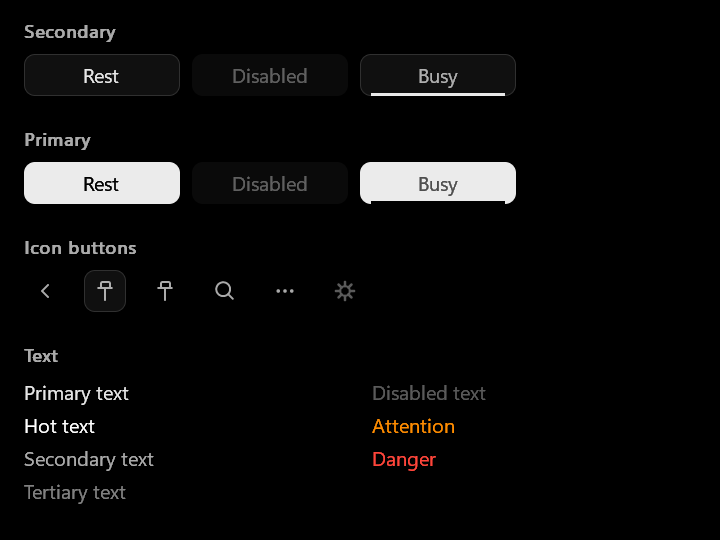 Secondary
Rest Disabled Busy
Primary
Rest Disabled Busy
Icon buttons
Text
Primary text Disabled text
Hot text Attention
Secondary text Danger
Tertiary text